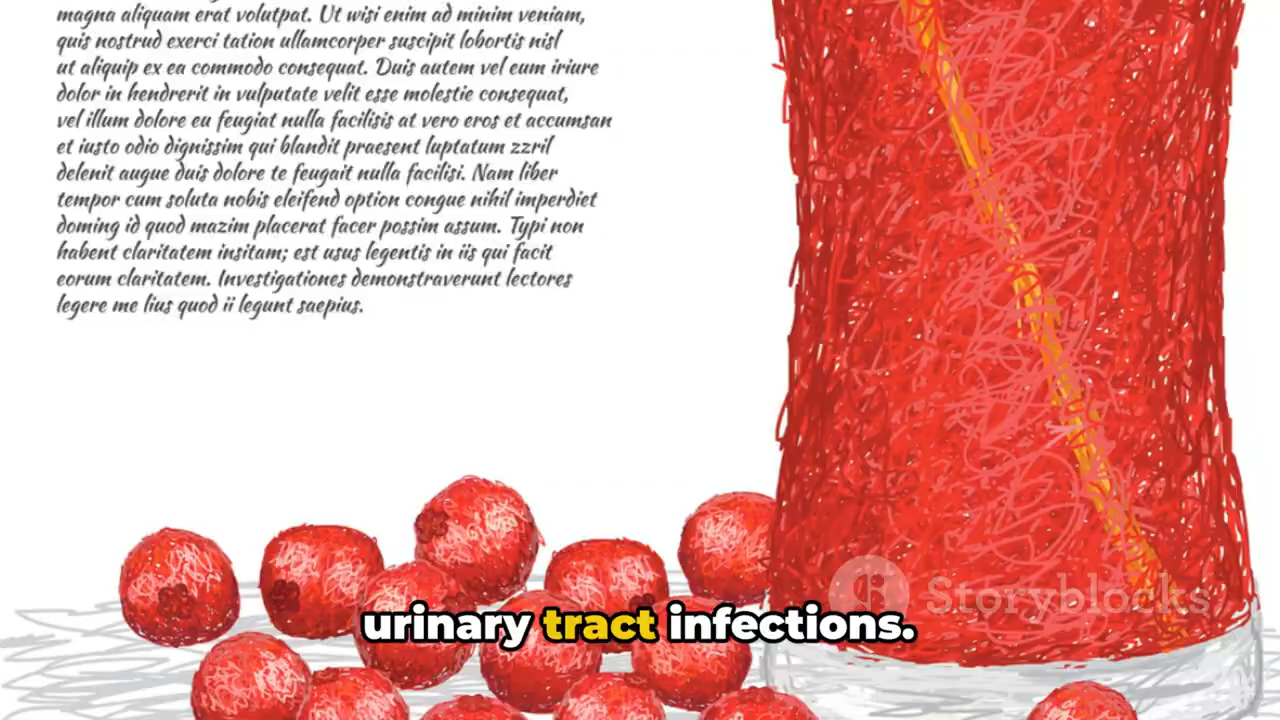 magna aliquam erat volutpat. Ut wisi enim ad minim veniam,
quis nostrud exerci tation ullamcorper suscipit lobortis nisl
ut aliquip ex ea commodo consequat. Duis autem vel eum iriure
dolor in hendrerit in vulputate velit esse molestie consequat,
vel illum dolore eu feugiat nulla facilisis at vero eros et accumsan
et iusto odio dignissim qui blandit praesent luptatum zzril
delenit augue duis dolore te feugait nulla facilisi. Nam liber
tempor cum soluta nobis eleifend option congue nihil imperdiet
doming id quod mazim placerat facer possim assum. Typi non
habent claritatem insitam; est usus legentis in iis qui facit
eorum claritatem. Investigationes demonstraverunt lectores
legere me lius quod ii legunt saepius.
Storyblocks
urinary tract infections.